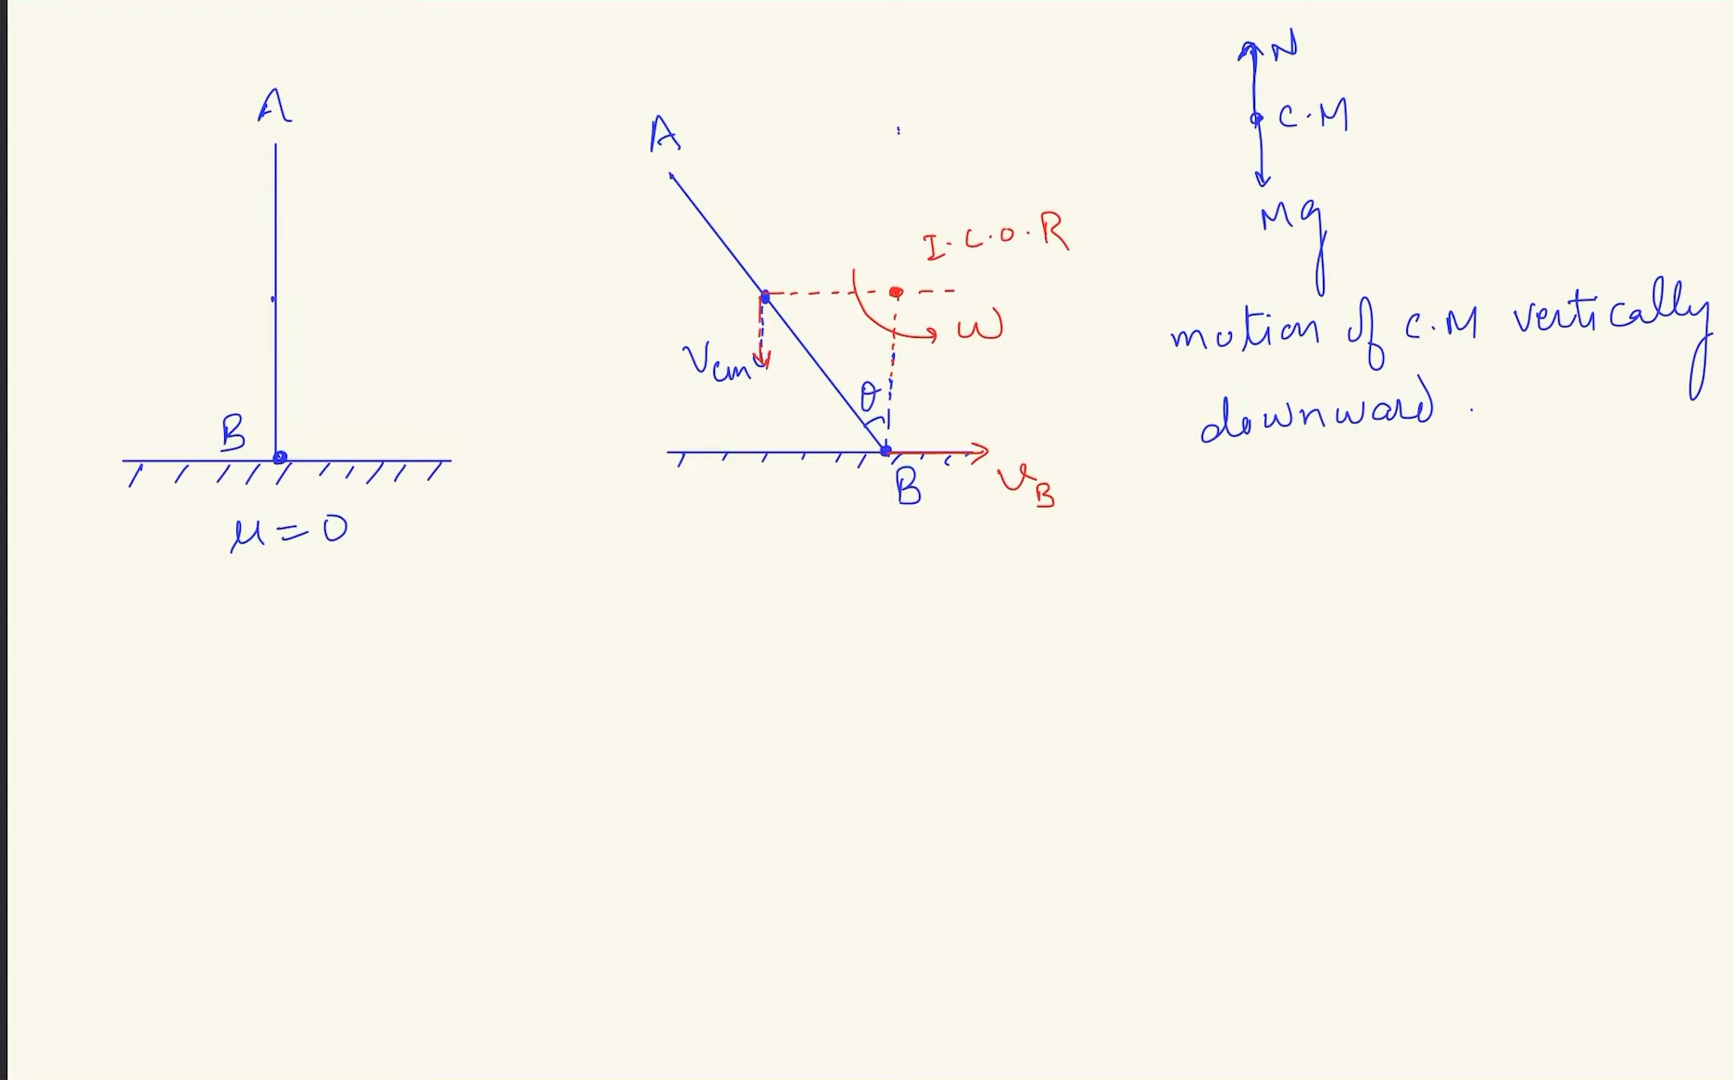 A
B
μ = 0
A
I.C.O.R
ω
Vcm
θ
B
VB
N
C.M
Mg
motion of C.M vertically
downward.